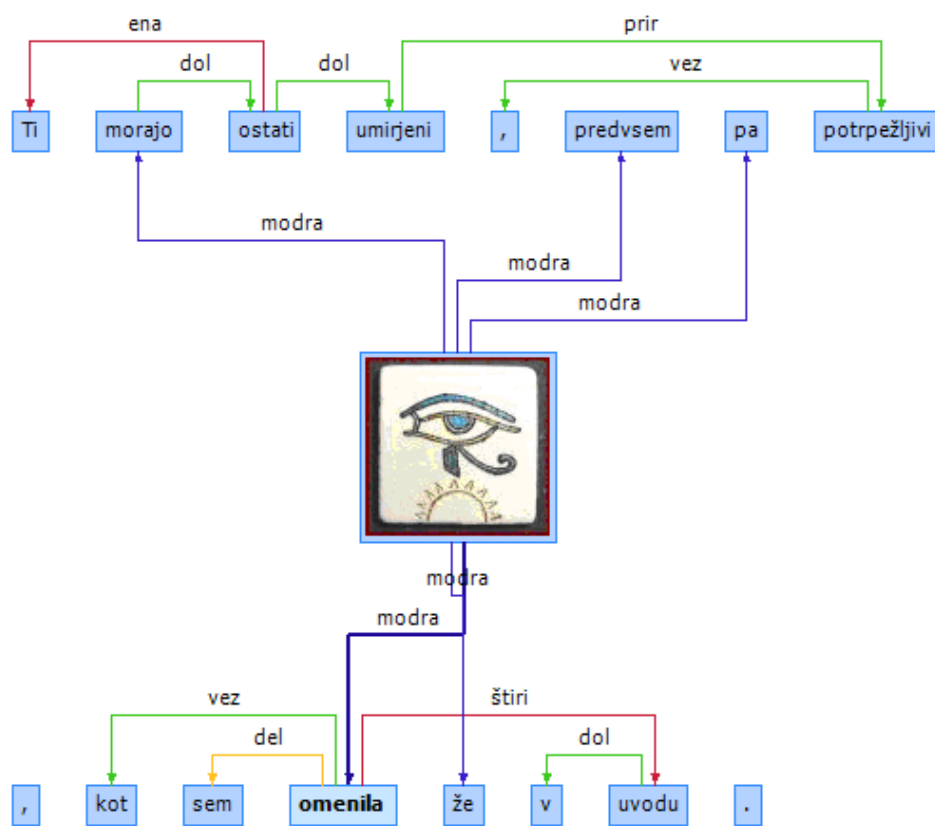 ena
prir
dol
dol
vez
Ti morajo ostati umirjeni , predvsem pa potrpežljivi
modra
modra
modra
modra
modra
vez
štiri
del
dol
, kot sem omenila že v uvodu .